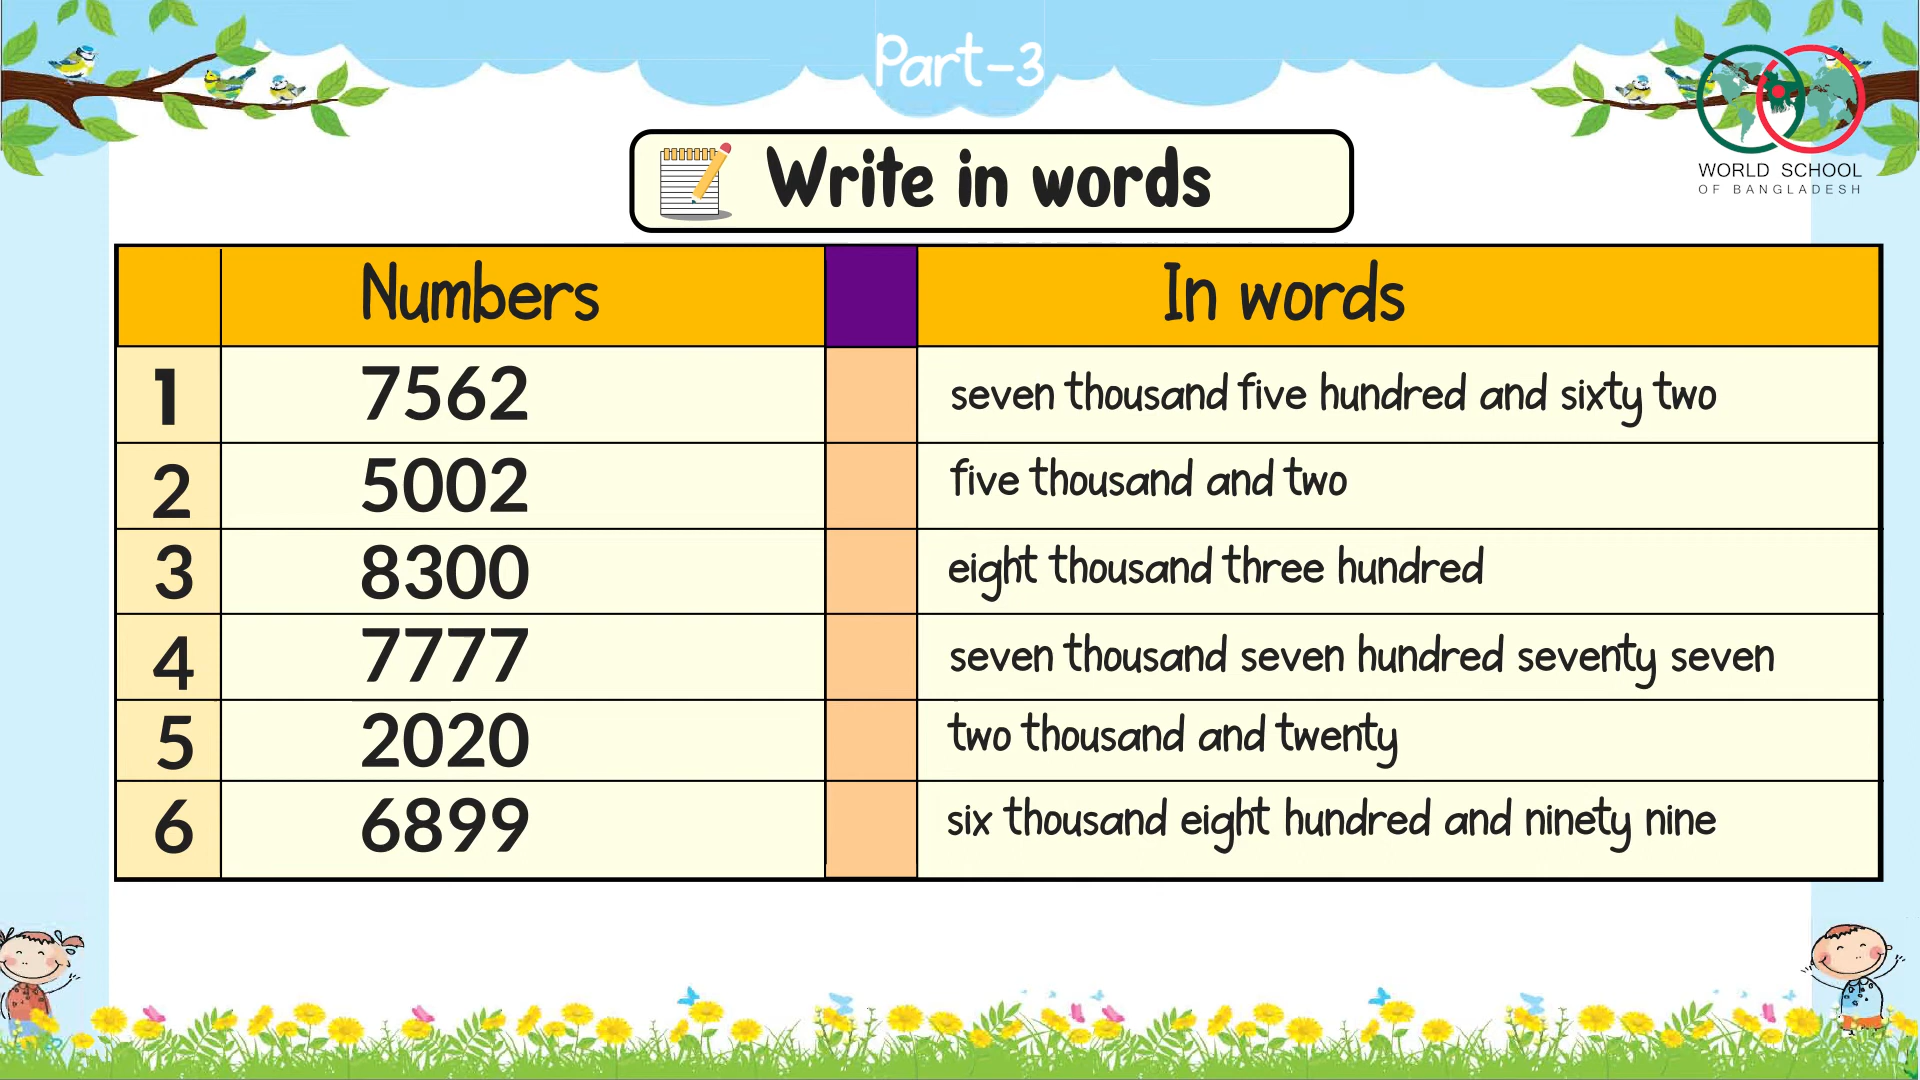 Part-3
WORLD SCHOOL
OF BANGLADESH
Write in words
Numbers In words
1 7562 seven thousand five hundred and sixty two
2 5002 five thousand and two
3 8300 eight thousand three hundred
4 7777 seven thousand seven hundred seventy seven
5 2020 two thousand and twenty
6 6899 six thousand eight hundred and ninety nine